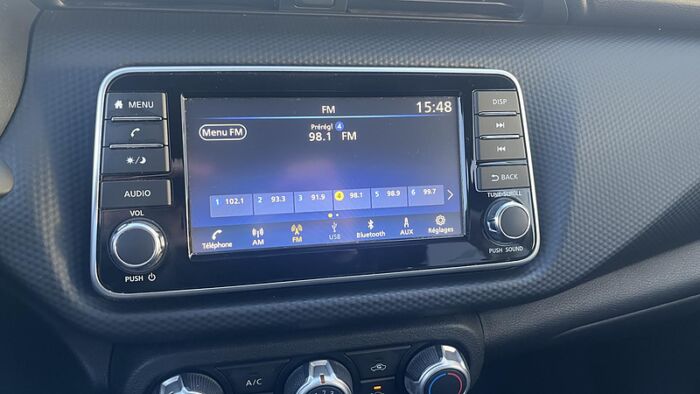 MENU
AUDIO
VOL
PUSH
FM
15:48
Menu FM
Prérégl 4
98.1 FM
1 102.1 2 93.3 3 91.9 4 98.1 5 98.9 6 99.7
Téléphone AM FM USB Bluetooth AUX Réglages
DISP
BACK
TUNE·SCROLL
PUSH SOUND
A/C